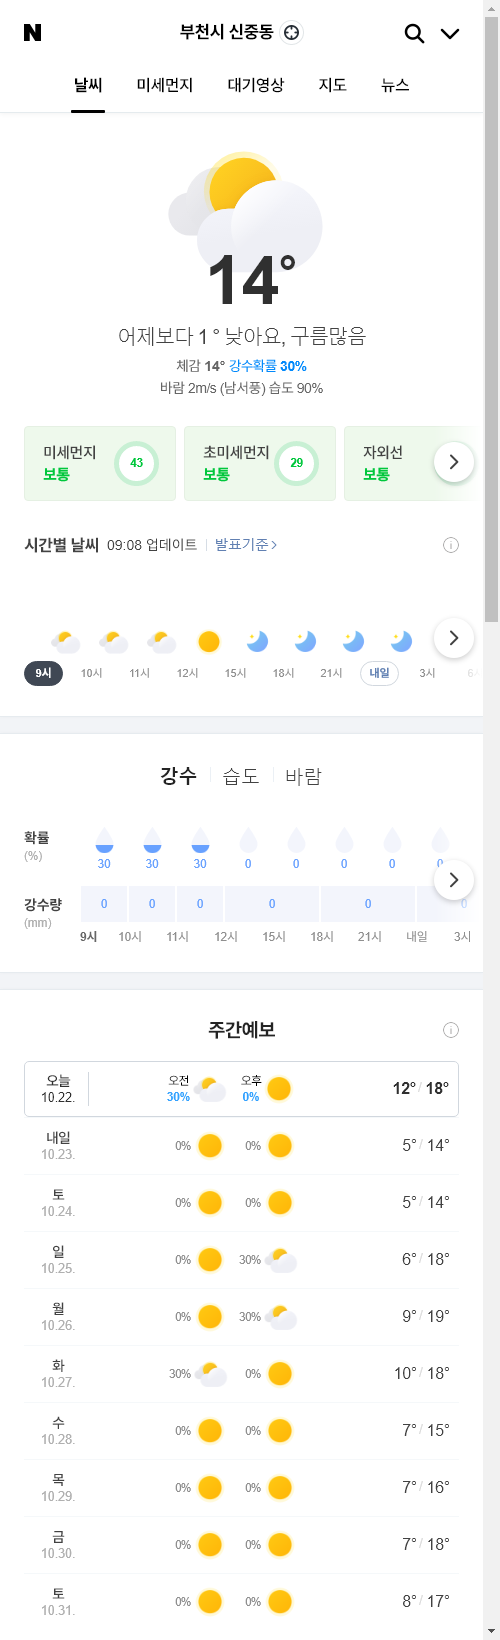 N
부천시 신중동
날씨 미세먼지 대기영상 지도 뉴스
14°
어제보다 1 ° 낮아요, 구름많음
체감 14° 강수확률 30%
바람 2m/s (남서풍) 습도 90%
미세먼지 보통 43
초미세먼지 보통 29
자외선 보통
시간별 날씨 09:08 업데이트 발표기준 >
9시 10시 11시 12시 15시 18시 21시 내일 3시
강수 습도 바람
확률 (%)
30 30 30 0 0 0 0 0
강수량 (mm)
0 0 0 0 0 0
9시 10시 11시 12시 15시 18시 21시 내일 3시
주간예보
오늘 10.22. 오전 30% 오후 0% 12° / 18°
내일 10.23. 0% 0% 5° / 14°
토 10.24. 0% 0% 5° / 14°
일 10.25. 0% 30% 6° / 18°
월 10.26. 0% 30% 9° / 19°
화 10.27. 30% 0% 10° / 18°
수 10.28. 0% 0% 7° / 15°
목 10.29. 0% 0% 7° / 16°
금 10.30. 0% 0% 7° / 18°
토 10.31. 0% 0% 8° / 17°